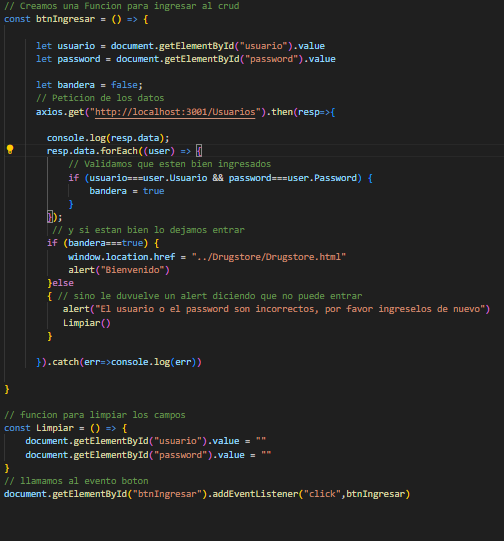 // Creamos una Funcion para ingresar al crud
const btnIngresar = () => {
let usuario = document.getElementById("usuario").value
let password = document.getElementById("password").value
let bandera = false;
// Peticion de los datos
axios.get("http://localhost:3001/Usuarios").then(resp=>{
console.log(resp.data);
resp.data.forEach((user) => {
// Validamos que esten bien ingresados
if (usuario===user.Usuario && password===user.Password) {
bandera = true
}
});
// y si estan bien lo dejamos entrar
if (bandera===true) {
window.location.href = "../Drugstore/Drugstore.html"
alert("Bienvenido")
}else
{ // sino le duvuelve un alert diciendo que no puede entrar
alert("El usuario o el password son incorrectos, por favor ingreselos de nuevo")
Limpiar()
}
}).catch(err=>console.log(err))
}
// funcion para limpiar los campos
const Limpiar = () => {
document.getElementById("usuario").value = ""
document.getElementById("password").value = ""
}
// llamamos al evento boton
document.getElementById("btnIngresar").addEventListener("click",btnIngresar)